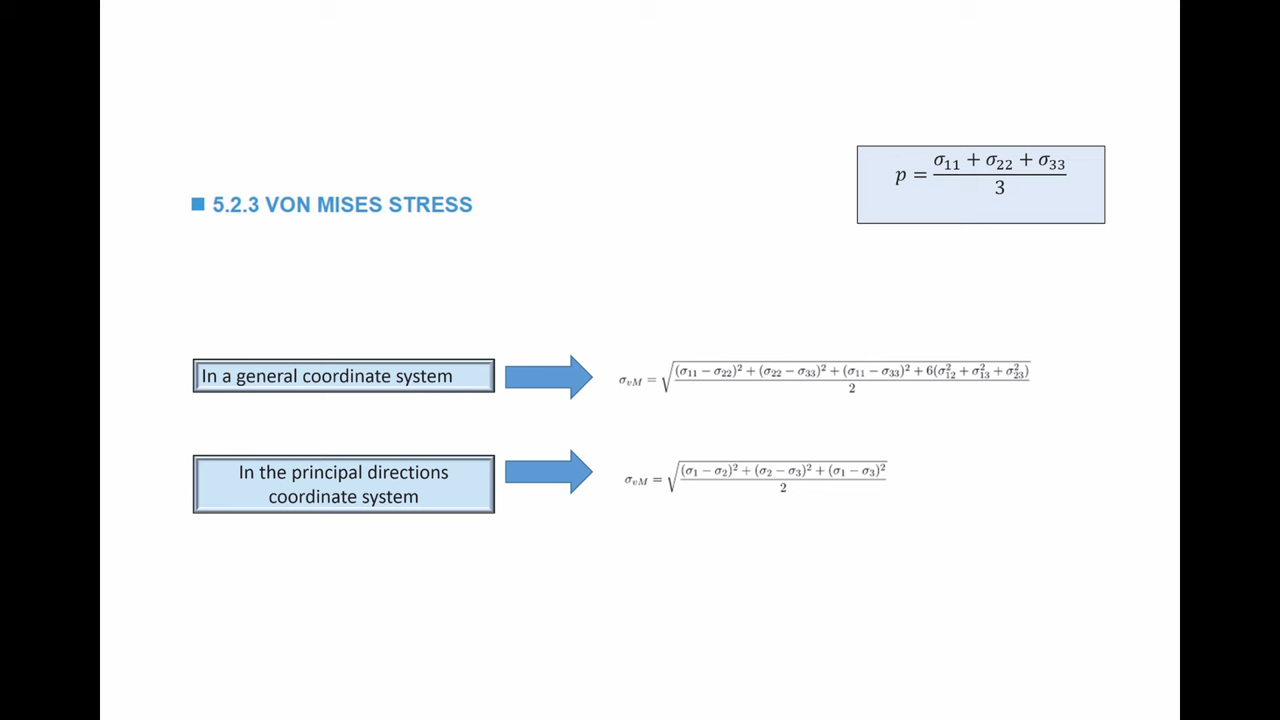 p = (σ₁₁ + σ₂₂ + σ₃₃)/3
■ 5.2.3 VON MISES STRESS
In a general coordinate system
σ_vM = √(((σ₁₁ − σ₂₂)² + (σ₂₂ − σ₃₃)² + (σ₁₁ − σ₃₃)² + 6(σ₁₂² + σ₁₃² + σ₂₃²))/2)
In the principal directions
coordinate system
σ_vM = √(((σ₁ − σ₂)² + (σ₂ − σ₃)² + (σ₁ − σ₃)²)/2)